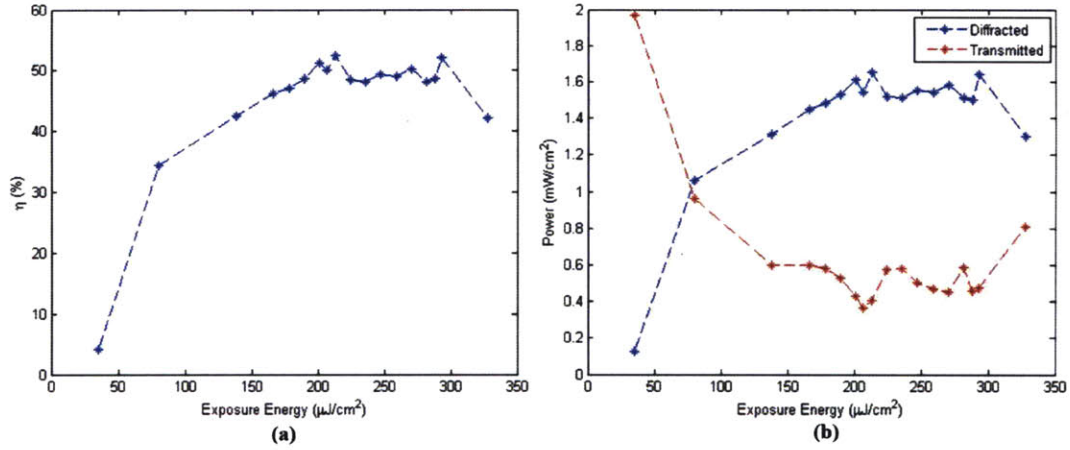 60
50
40
30
20
10
0
η (%)
0 50 100 150 200 250 300 350
Exposure Energy (μJ/cm²)
(a)
2
1.8
1.6
1.4
1.2
1
0.8
0.6
0.4
0.2
0
Power (mW/cm²)
Diffracted
Transmitted
0 50 100 150 200 250 300 350
Exposure Energy (μJ/cm²)
(b)